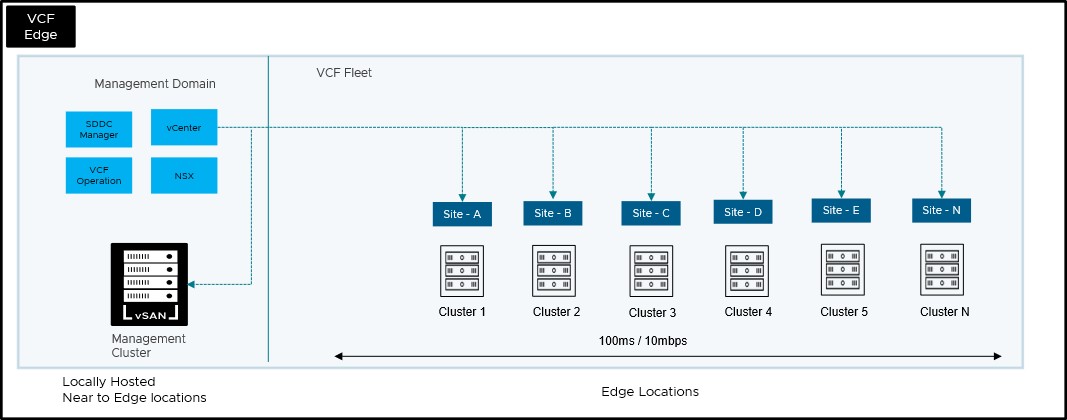 VCF
Edge
Management Domain
VCF Fleet
SDDC
Manager
vCenter
VCF
Operation
NSX
Site - A
Site - B
Site - C
Site - D
Site - E
Site - N
vSAN
Cluster 1
Cluster 2
Cluster 3
Cluster 4
Cluster 5
Cluster N
Management
Cluster
100ms / 10mbps
Locally Hosted
Near to Edge locations
Edge Locations